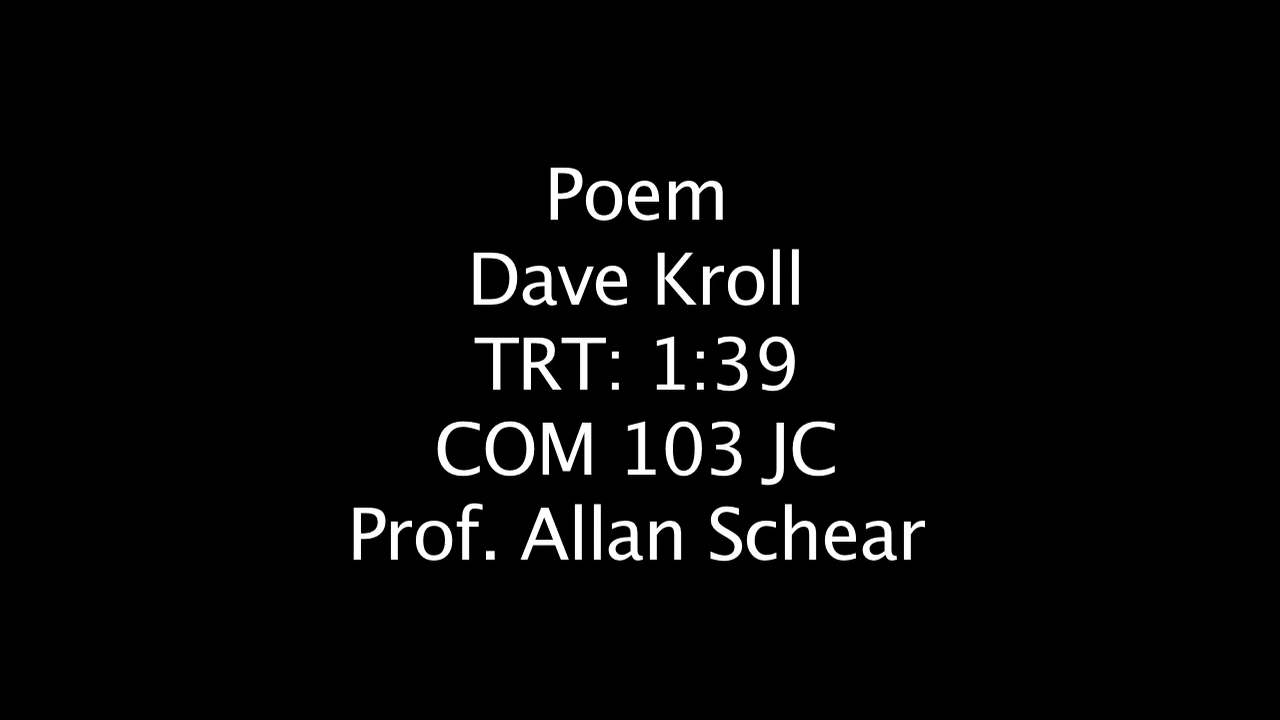 Poem
Dave Kroll
TRT: 1:39
COM 103 JC
Prof. Allan Schear